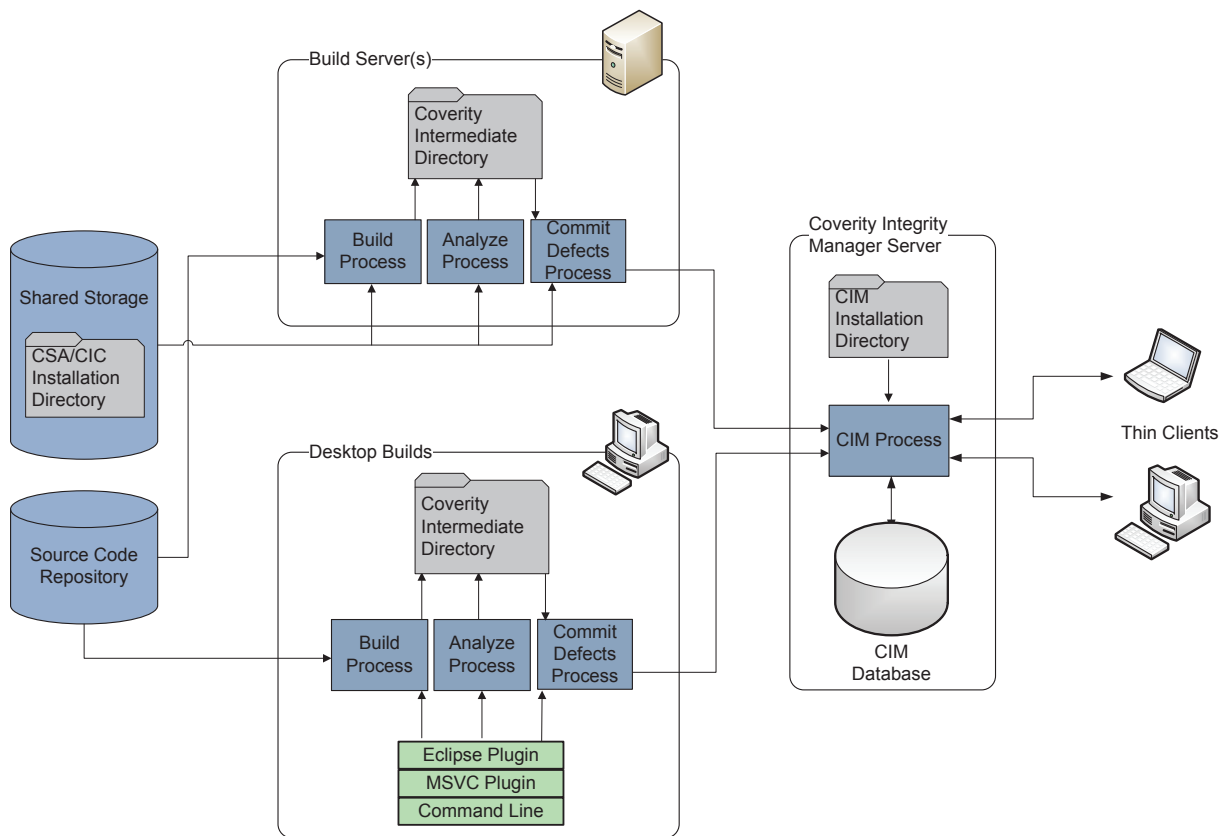 Build Server(s)
Coverity
Intermediate
Directory
Build
Process
Analyze
Process
Commit
Defects
Process
Shared Storage
CSA/CIC
Installation
Directory
Source Code
Repository
Desktop Builds
Coverity
Intermediate
Directory
Build
Process
Analyze
Process
Commit
Defects
Process
Eclipse Plugin
MSVC Plugin
Command Line
Coverity Integrity
Manager Server
CIM
Installation
Directory
CIM Process
CIM
Database
Thin Clients